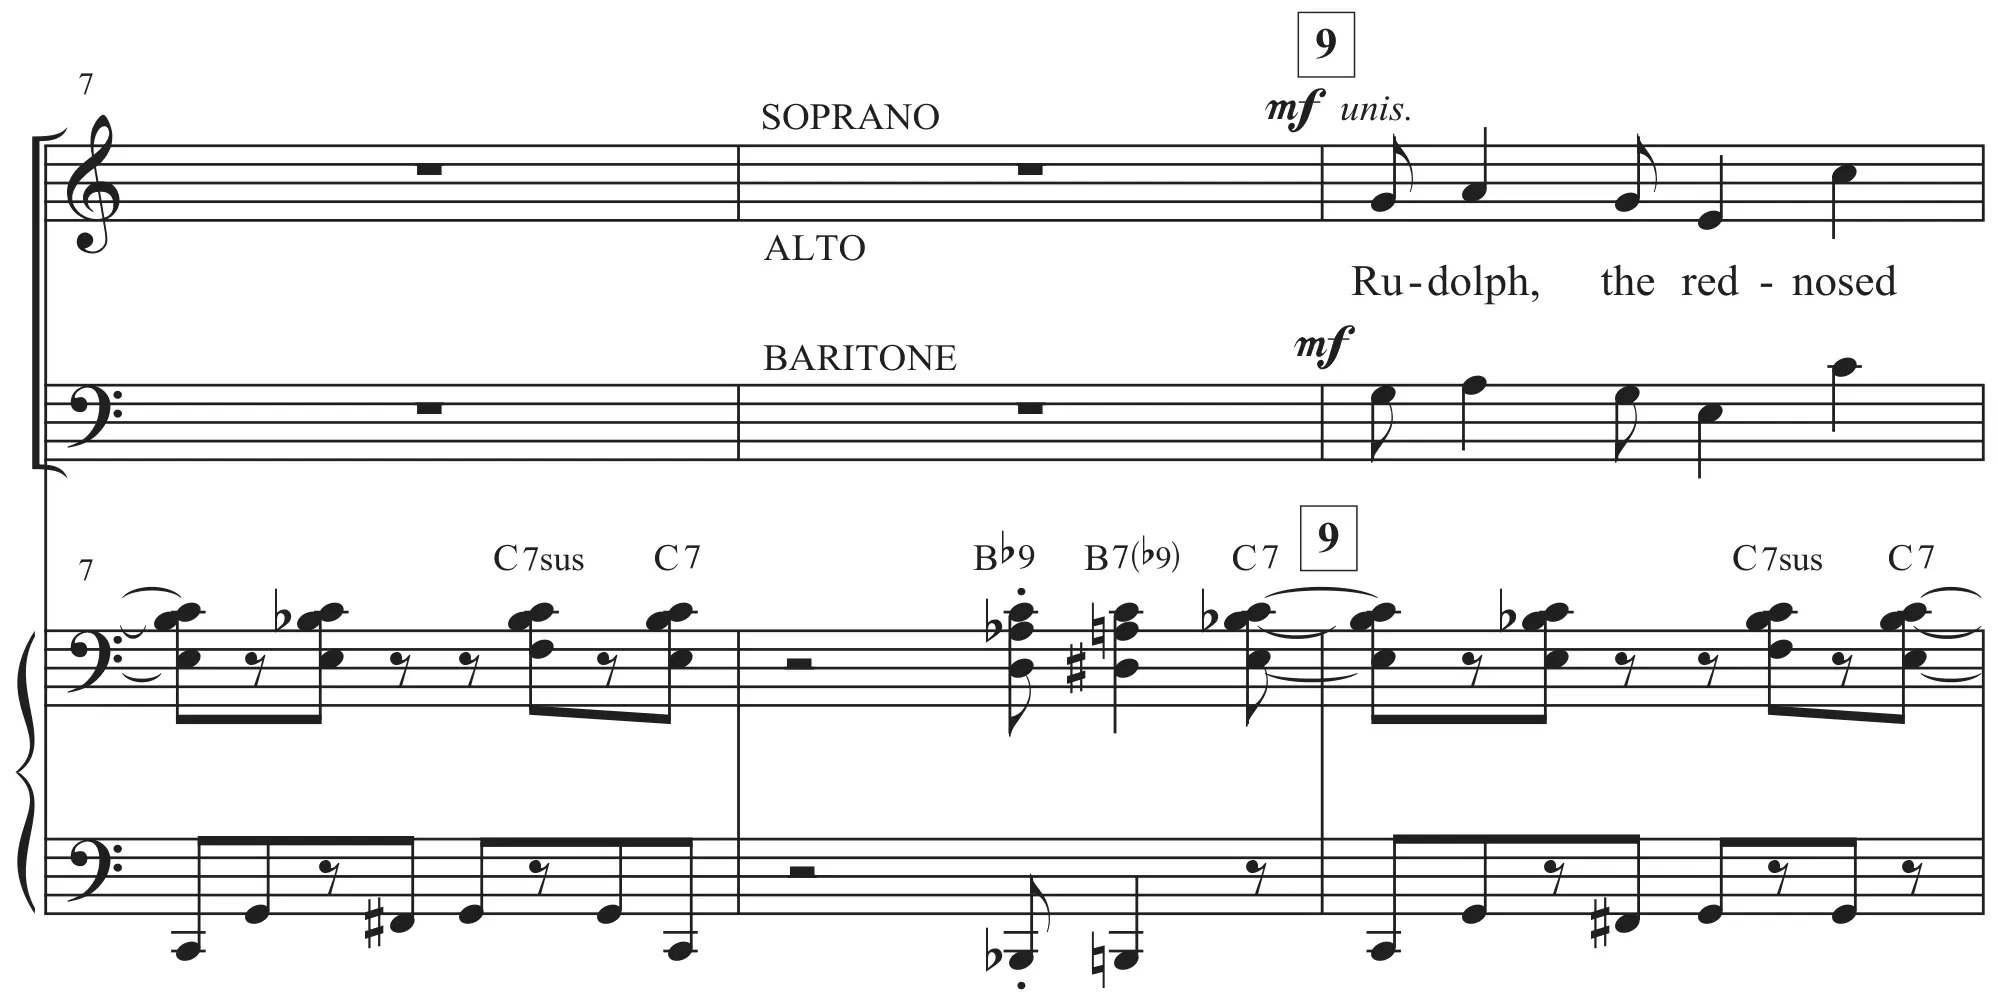 9
7
SOPRANO
mf unis.
ALTO
Ru - dolph, the red - nosed
BARITONE
mf
7
C7sus C7 B♭9 B7(♭9) C7 9 C7sus C7